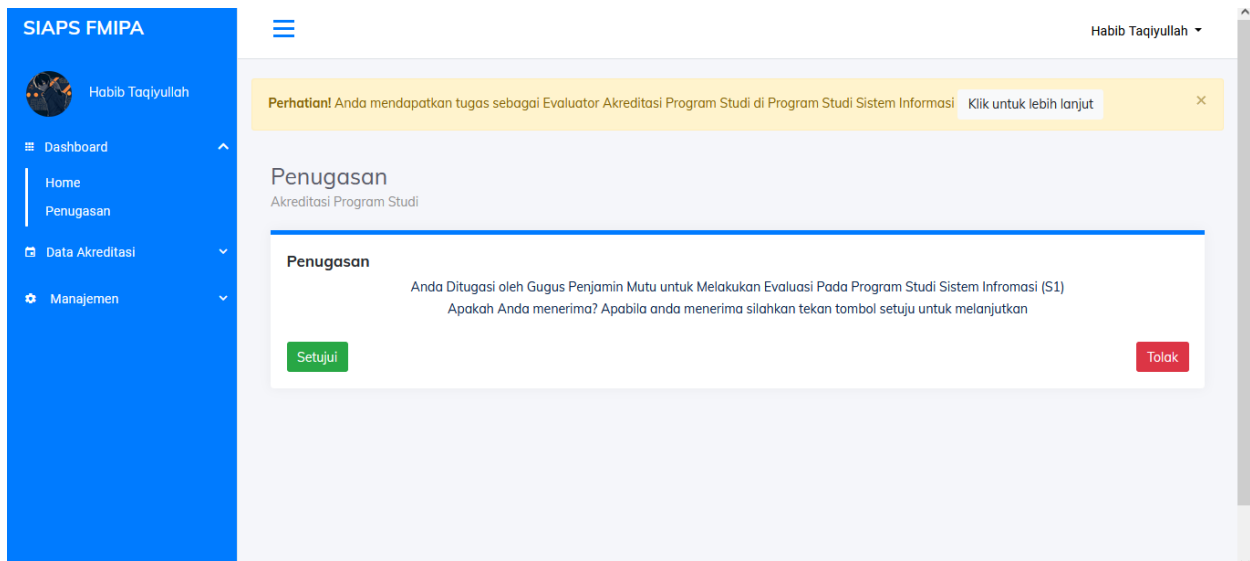 SIAPS FMIPA
Habib Taqiyullah
Habib Taqiyullah
Dashboard
Home
Penugasan
Data Akreditasi
Manajemen
Perhatian! Anda mendapatkan tugas sebagai Evaluator Akreditasi Program Studi di Program Studi Sistem Informasi Klik untuk lebih lanjut ×
Penugasan
Akreditasi Program Studi
Penugasan
Anda Ditugasi oleh Gugus Penjamin Mutu untuk Melakukan Evaluasi Pada Program Studi Sistem Infromasi (S1)
Apakah Anda menerima? Apabila anda menerima silahkan tekan tombol setuju untuk melanjutkan
Setujui
Tolak